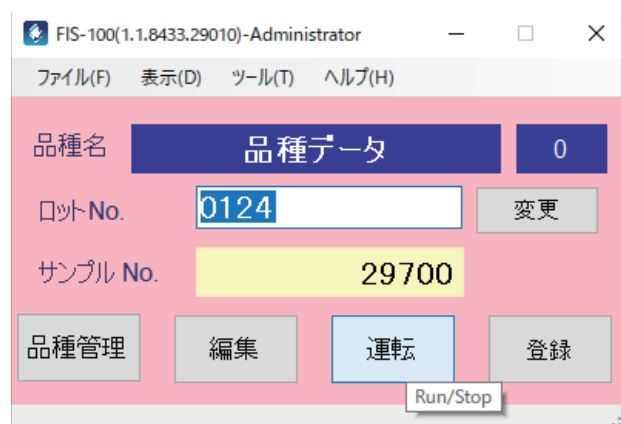 FIS-100(1.1.8433.29010)-Administrator
ファイル(F) 表示(D) ツール(T) ヘルプ(H)
品種名 品種データ 0
ロットNo. 0124 変更
サンプル No. 29700
品種管理 編集 運転 登録
Run/Stop